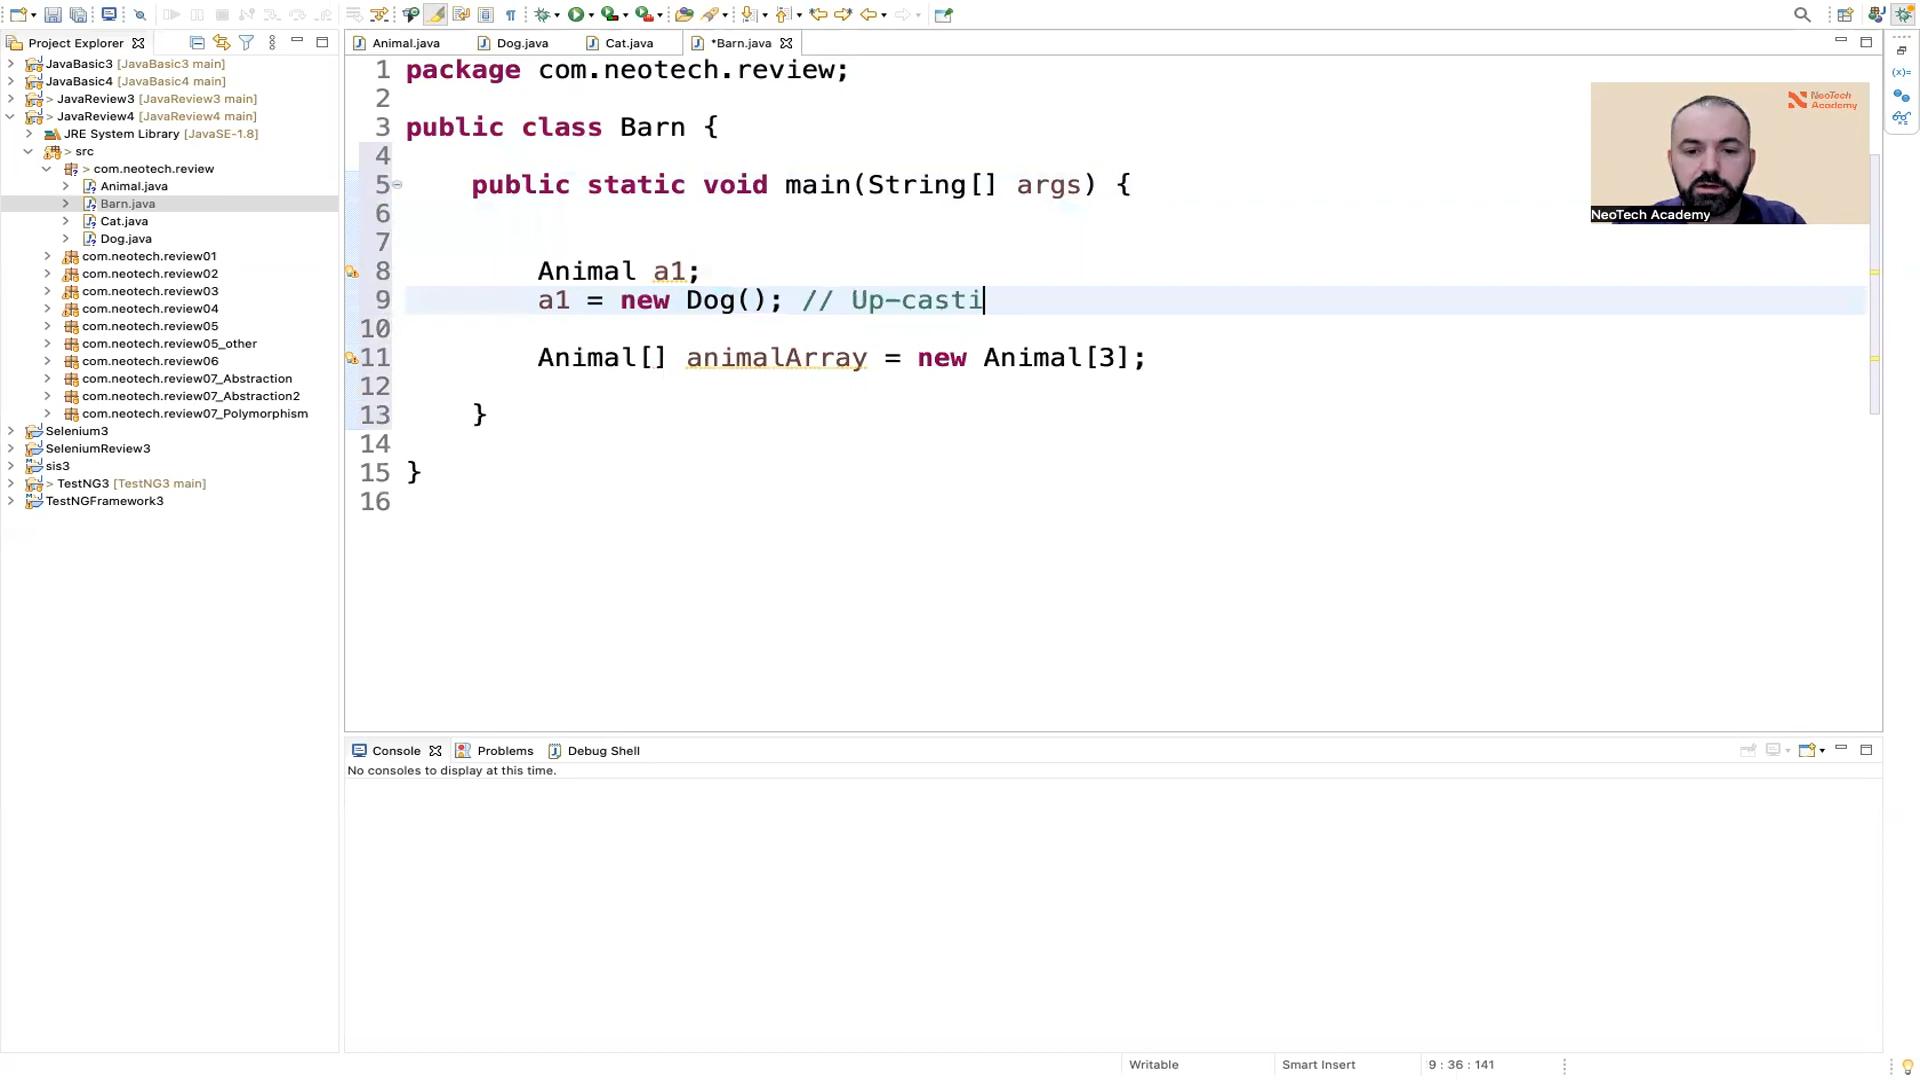 Project Explorer
Animal.java
Dog.java
Cat.java
*Barn.java
JavaBasic3 [JavaBasic3 main]
JavaBasic4 [JavaBasic4 main]
> JavaReview3 [JavaReview3 main]
> JavaReview4 [JavaReview4 main]
JRE System Library [JavaSE-1.8]
src
> com.neotech.review
Animal.java
Barn.java
Cat.java
Dog.java
com.neotech.review01
com.neotech.review02
com.neotech.review03
com.neotech.review04
com.neotech.review05
com.neotech.review05_other
com.neotech.review06
com.neotech.review07_Abstraction
com.neotech.review07_Abstraction2
com.neotech.review07_Polymorphism
Selenium3
SeleniumReview3
sis3
> TestNG3 [TestNG3 main]
TestNGFramework3
1 package com.neotech.review;
2
3 public class Barn {
4
5 public static void main(String[] args) {
6
7
8 Animal a1;
9 a1 = new Dog(); // Up-casti
10
11 Animal[] animalArray = new Animal[3];
12
13 }
14
15 }
16
NeoTech
Academy
NeoTech Academy
Console
Problems
Debug Shell
No consoles to display at this time.
Writable
Smart Insert
9 : 36 : 141